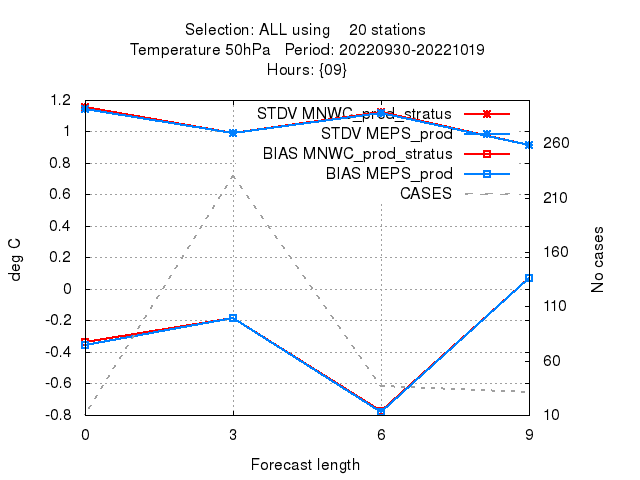 Selection: ALL using    20 stations
Temperature 50hPa   Period: 20220930-20221019
Hours: {09}
STDV MNWC_prod_stratus
STDV MEPS_prod
BIAS MNWC_prod_stratus
BIAS MEPS_prod
CASES
1.2
1
0.8
0.6
0.4
0.2
0
-0.2
-0.4
-0.6
-0.8
deg C
260
210
160
110
60
10
No cases
0 3 6 9
Forecast length